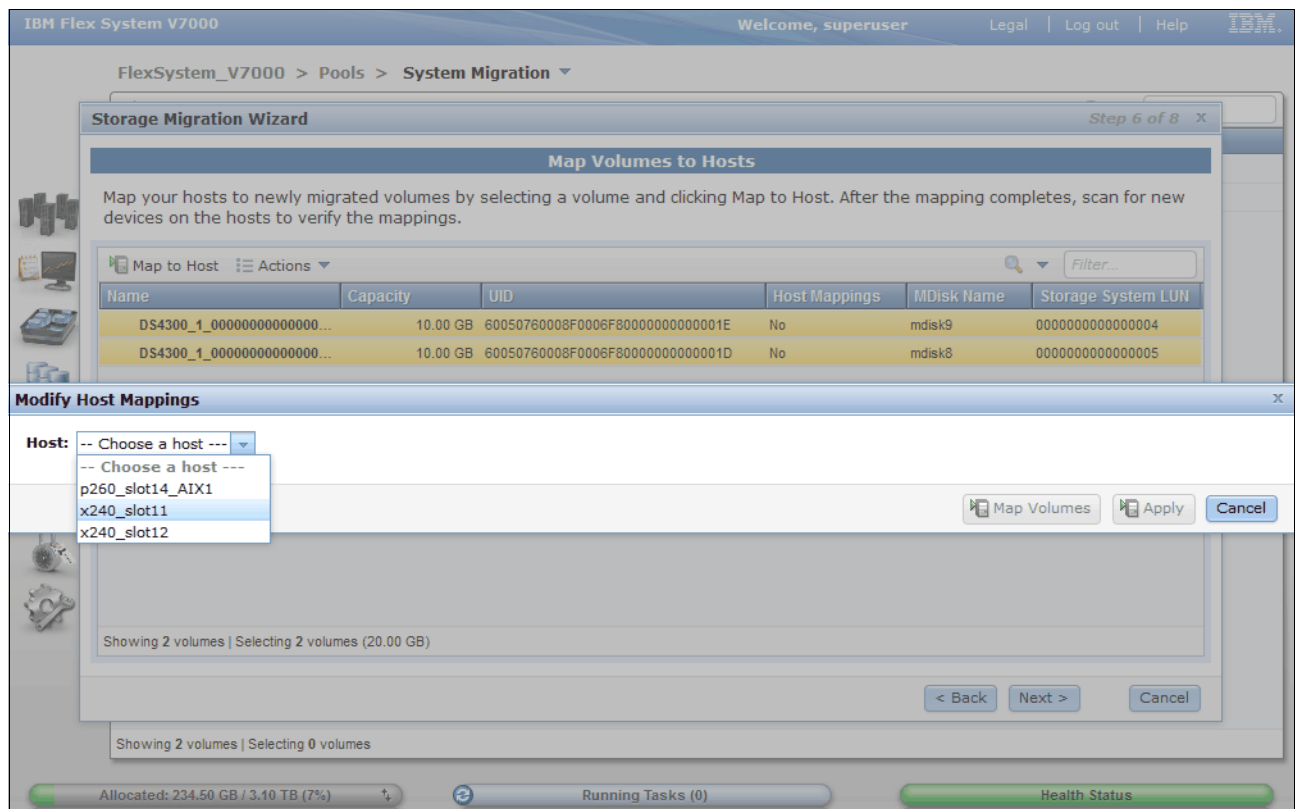 IBM Flex System V7000 Welcome, superuser Legal | Log out | Help IBM.
FlexSystem_V7000 > Pools > System Migration
Storage Migration Wizard Step 6 of 8 X
Map Volumes to Hosts
Map your hosts to newly migrated volumes by selecting a volume and clicking Map to Host. After the mapping completes, scan for new
devices on the hosts to verify the mappings.
Map to Host Actions Filter...
Name Capacity UID Host Mappings MDisk Name Storage System LUN
DS4300_1_00000000000000... 10.00 GB 60050760008F0006F80000000000001E No mdisk9 0000000000000004
DS4300_1_00000000000000... 10.00 GB 60050760008F0006F80000000000001D No mdisk8 0000000000000005
Modify Host Mappings x
Host: -- Choose a host ---
-- Choose a host ---
p260_slot14_AIX1
x240_slot11
x240_slot12
Map Volumes Apply Cancel
Showing 2 volumes | Selecting 2 volumes (20.00 GB)
< Back Next > Cancel
Showing 2 volumes | Selecting 0 volumes
Allocated: 234.50 GB / 3.10 TB (7%) Running Tasks (0) Health Status